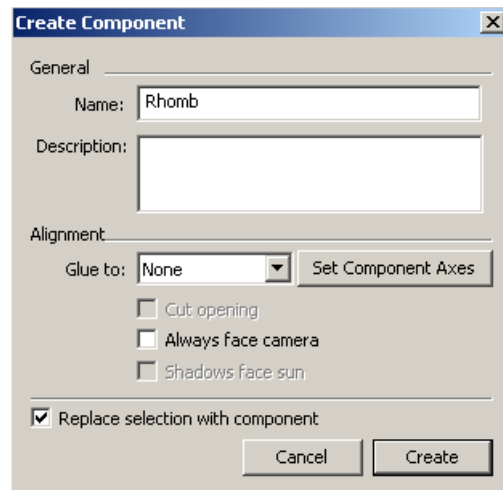 Create Component
General
Name: Rhomb
Description:
Alignment
Glue to: None Set Component Axes
Cut opening
Always face camera
Shadows face sun
Replace selection with component
Cancel Create